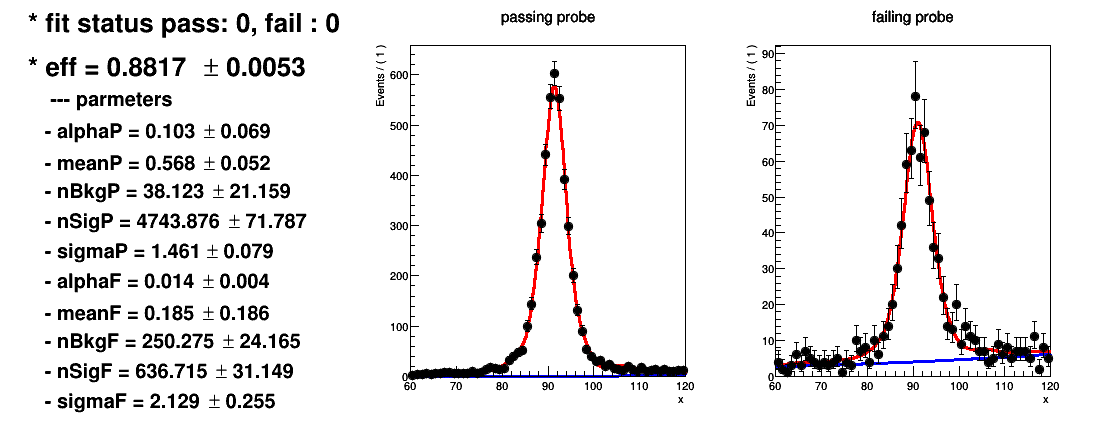 * fit status pass: 0, fail : 0
* eff = 0.8817 ± 0.0053
--- parmeters
- alphaP = 0.103 ± 0.069
- meanP = 0.568 ± 0.052
- nBkgP = 38.123 ± 21.159
- nSigP = 4743.876 ± 71.787
- sigmaP = 1.461 ± 0.079
- alphaF = 0.014 ± 0.004
- meanF = 0.185 ± 0.186
- nBkgF = 250.275 ± 24.165
- nSigF = 636.715 ± 31.149
- sigmaF = 2.129 ± 0.255
passing probe
Events / ( 1 )
600
500
400
300
200
100
0
60 70 80 90 100 110 120
x
failing probe
Events / ( 1 )
90
80
70
60
50
40
30
20
10
0
60 70 80 90 100 110 120
x